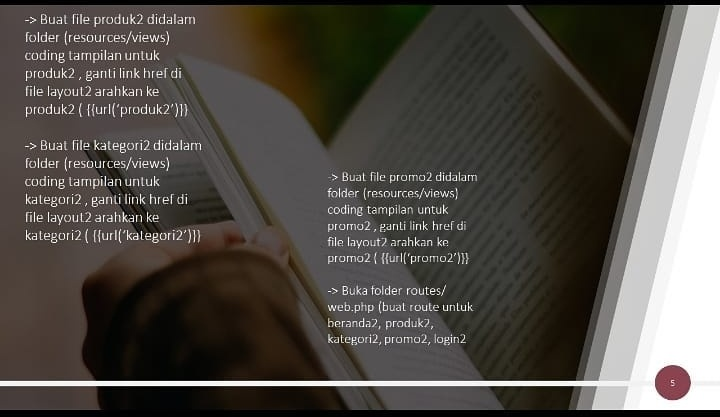 -> Buat file produk2 didalam
folder (resources/views)
coding tampilan untuk
produk2 , ganti link href di
file layout2 arahkan ke
produk2 ( {{url(‘produk2’)}}
-> Buat file kategori2 didalam
folder (resources/views)
coding tampilan untuk
kategori2 , ganti link href di
file layout2 arahkan ke
kategori2 ( {{url(‘kategori2’)}}
-> Buat file promo2 didalam
folder (resources/views)
coding tampilan untuk
promo2 , ganti link href di
file layout2 arahkan ke
promo2 ( {{url(‘promo2’)}}
-> Buka folder routes/
web.php (buat route untuk
beranda2, produk2,
kategori2, promo2, login2
5